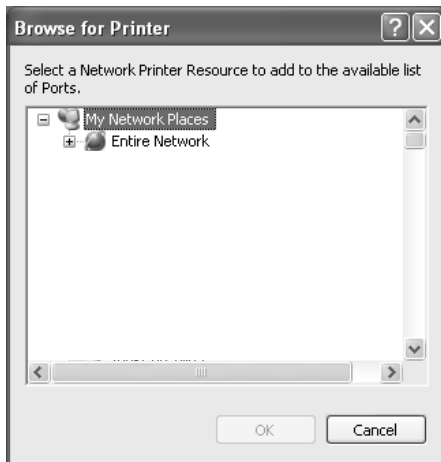 Browse for Printer
Select a Network Printer Resource to add to the available list
of Ports.
My Network Places
Entire Network
OK
Cancel